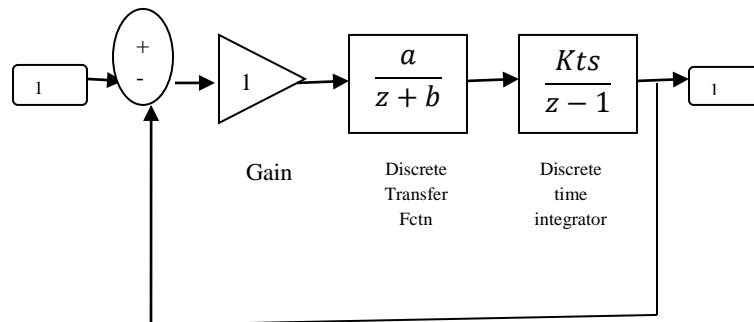 +
-
1
1
a
z + b
Kts
z − 1
1
Gain
Discrete
Transfer
Fctn
Discrete
time
integrator